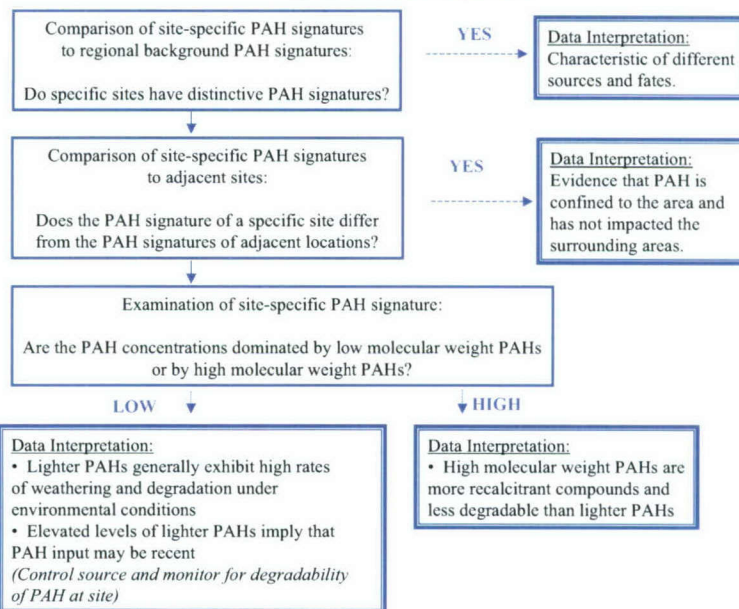 Comparison of site-specific PAH signatures
to regional background PAH signatures:
Do specific sites have distinctive PAH signatures?
YES
Data Interpretation:
Characteristic of different
sources and fates.
Comparison of site-specific PAH signatures
to adjacent sites:
Does the PAH signature of a specific site differ
from the PAH signatures of adjacent locations?
YES
Data Interpretation:
Evidence that PAH is
confined to the area and
has not impacted the
surrounding areas.
Examination of site-specific PAH signature:
Are the PAH concentrations dominated by low molecular weight PAHs
or by high molecular weight PAHs?
LOW
HIGH
Data Interpretation:
• Lighter PAHs generally exhibit high rates
of weathering and degradation under
environmental conditions
• Elevated levels of lighter PAHs imply that
PAH input may be recent
(Control source and monitor for degradability
of PAH at site)
Data Interpretation:
• High molecular weight PAHs are
more recalcitrant compounds and
less degradable than lighter PAHs